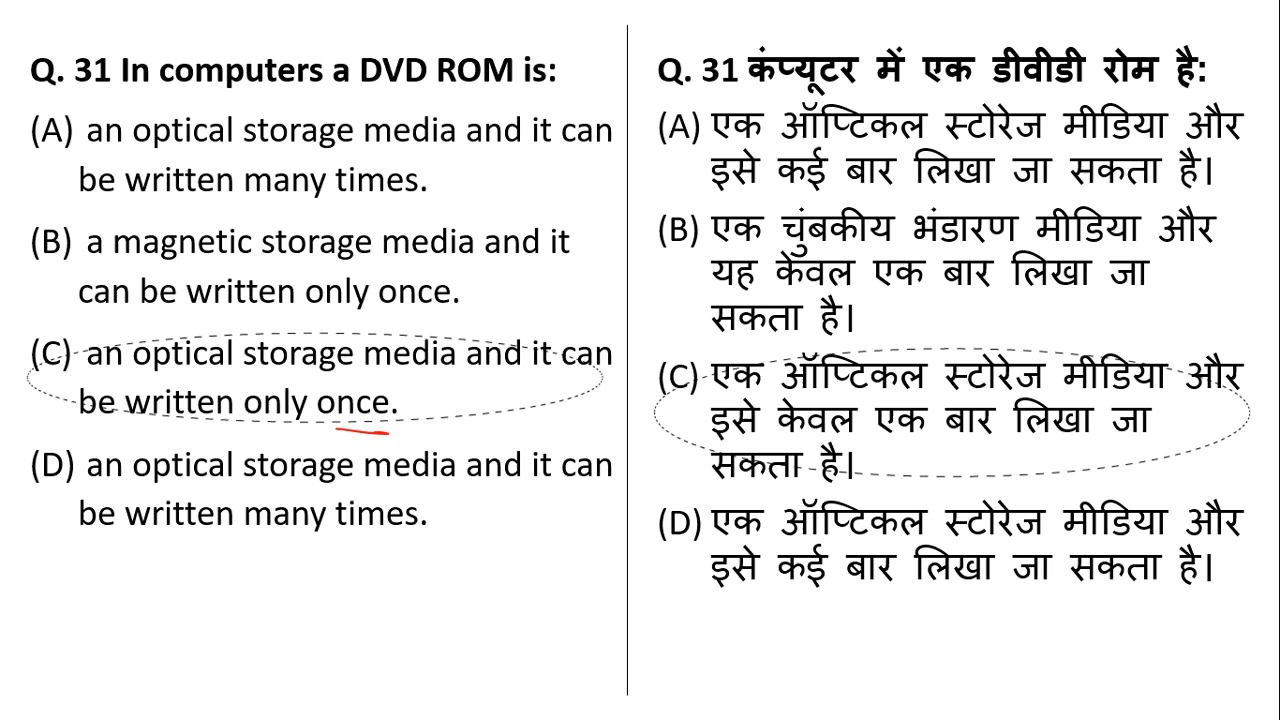 Q. 31 In computers a DVD ROM is:
(A) an optical storage media and it can
be written many times.
(B) a magnetic storage media and it
can be written only once.
(C) an optical storage media and it can
be written only once.
(D) an optical storage media and it can
be written many times.
Q. 31 कंप्यूटर में एक डीवीडी रोम है:
(A) एक ऑप्टिकल स्टोरेज मीडिया और
इसे कई बार लिखा जा सकता है।
(B) एक चुंबकीय भंडारण मीडिया और
यह केवल एक बार लिखा जा
सकता है।
(C) एक ऑप्टिकल स्टोरेज मीडिया और
इसे केवल एक बार लिखा जा
सकता है।
(D) एक ऑप्टिकल स्टोरेज मीडिया और
इसे कई बार लिखा जा सकता है।